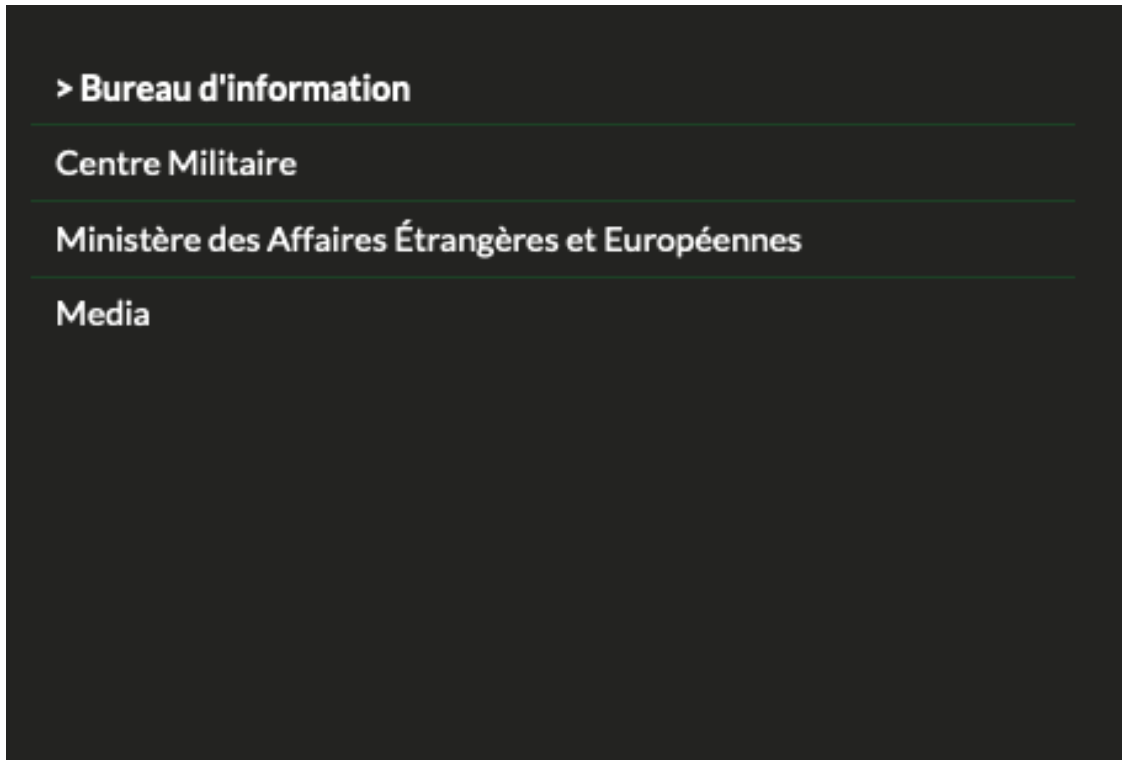 > Bureau d'information
Centre Militaire
Ministère des Affaires Étrangères et Européennes
Media